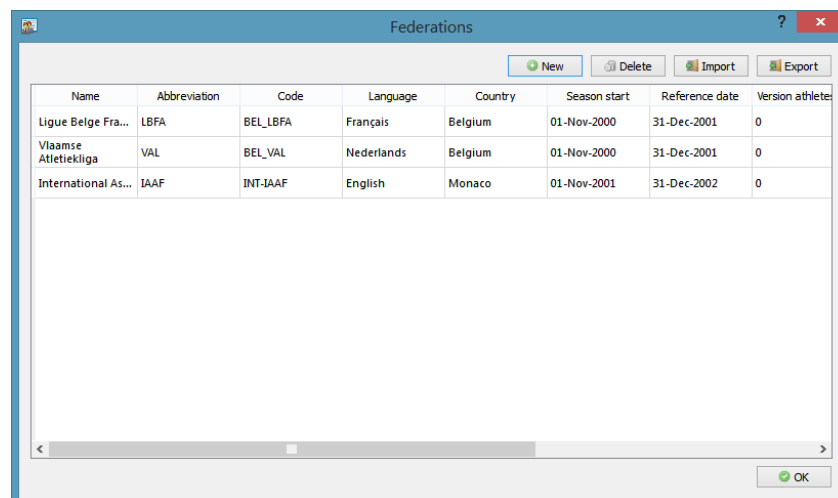 Federations
? x
New Delete Import Export
Name Abbreviation Code Language Country Season start Reference date Version athletes
Ligue Belge Fra... LBFA BEL_LBFA Français Belgium 01-Nov-2000 31-Dec-2001 0
Vlaamse
Atletiekliga VAL BEL_VAL Nederlands Belgium 01-Nov-2000 31-Dec-2001 0
International As... IAAF INT-IAAF English Monaco 01-Nov-2001 31-Dec-2002 0
OK